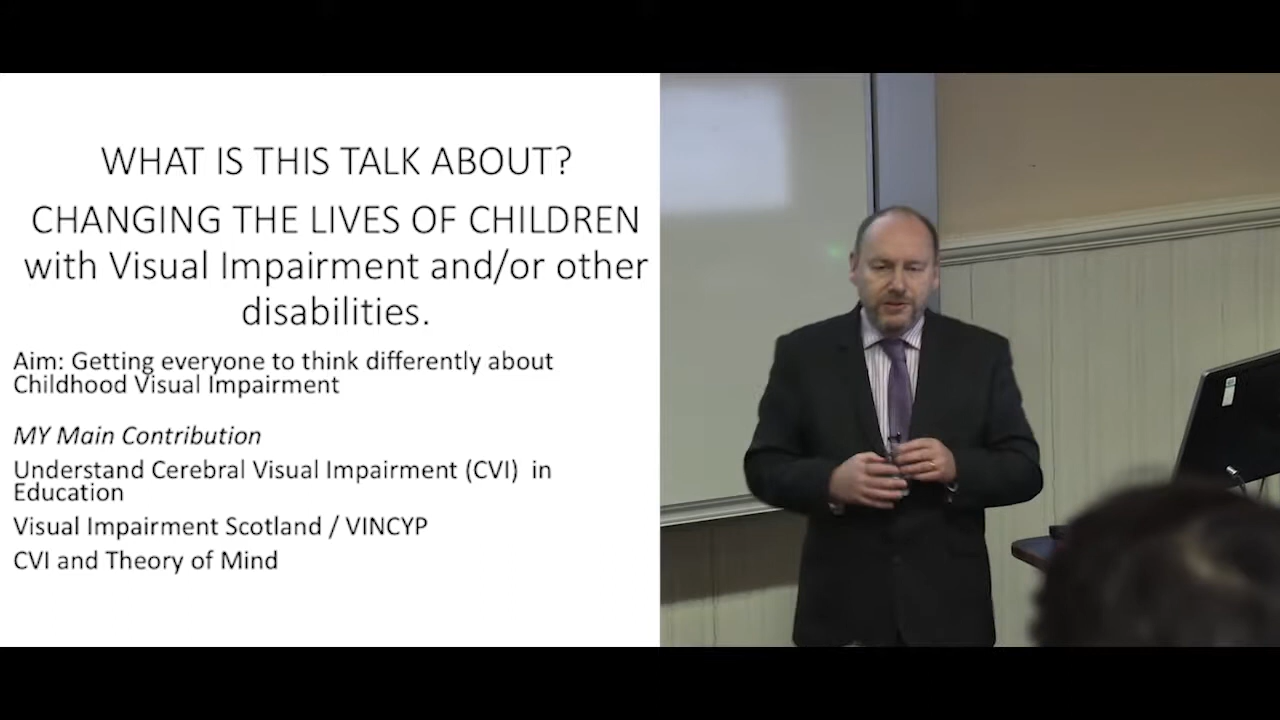 WHAT IS THIS TALK ABOUT?
CHANGING THE LIVES OF CHILDREN
with Visual Impairment and/or other
disabilities.
Aim: Getting everyone to think differently about
Childhood Visual Impairment
MY Main Contribution
Understand Cerebral Visual Impairment (CVI)  in
Education
Visual Impairment Scotland / VINCYP
CVI and Theory of Mind